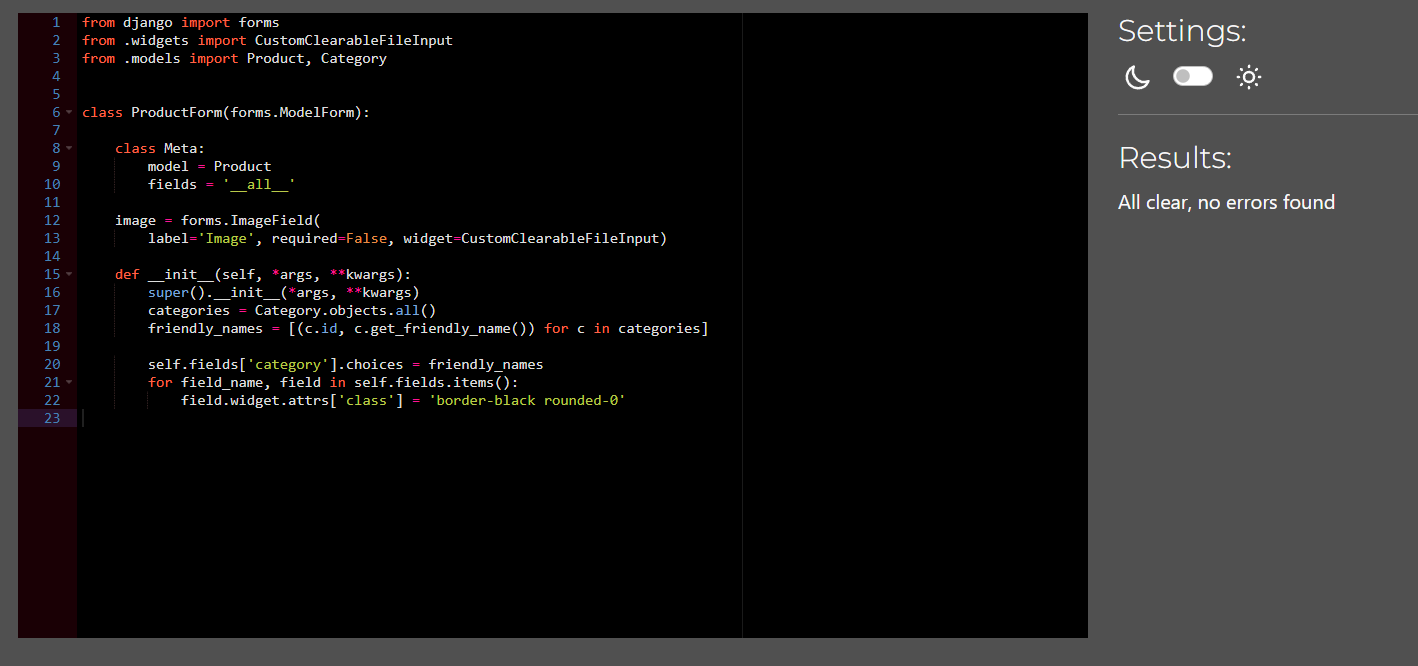 1 from django import forms
2 from .widgets import CustomClearableFileInput
3 from .models import Product, Category
4
5
6 class ProductForm(forms.ModelForm):
7
8     class Meta:
9         model = Product
10         fields = '__all__'
11
12     image = forms.ImageField(
13         label='Image', required=False, widget=CustomClearableFileInput)
14
15     def __init__(self, *args, **kwargs):
16         super().__init__(*args, **kwargs)
17         categories = Category.objects.all()
18         friendly_names = [(c.id, c.get_friendly_name()) for c in categories]
19
20         self.fields['category'].choices = friendly_names
21         for field_name, field in self.fields.items():
22             field.widget.attrs['class'] = 'border-black rounded-0'
23
Settings:
Results:
All clear, no errors found